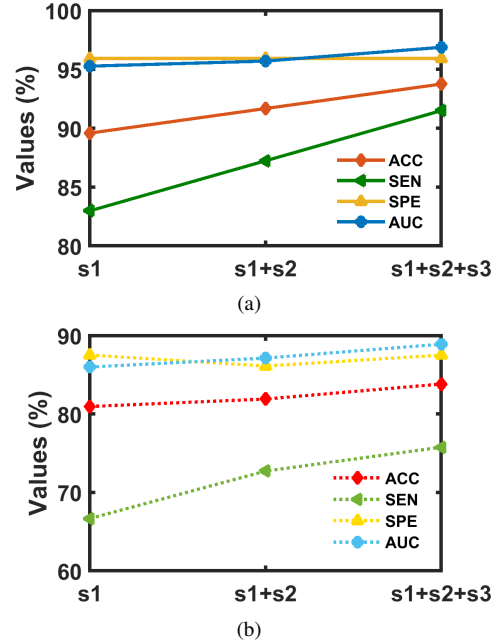 100
95
90
85
80
Values (%)
ACC
SEN
SPE
AUC
s1
s1+s2
s1+s2+s3
(a)
90
80
70
60
Values (%)
ACC
SEN
SPE
AUC
s1
s1+s2
s1+s2+s3
(b)